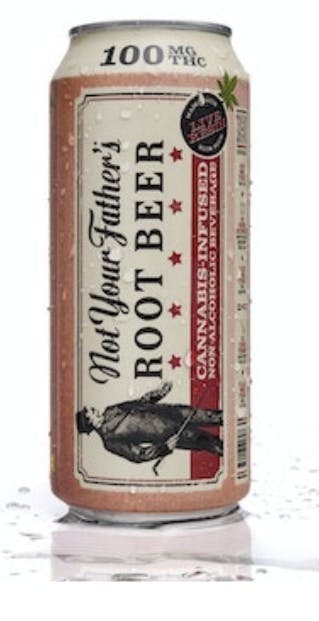 100 MG
THC
Not Your Father's
ROOT BEER
CANNABIS-INFUSED
NON ALCOHOLIC BEVERAGE